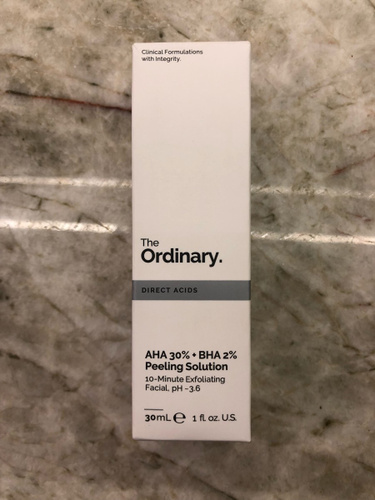 Clinical Formulations
with Integrity.
The
Ordinary.
DIRECT ACIDS
AHA 30% + BHA 2%
Peeling Solution
10-Minute Exfoliating
Facial, pH ~3.6
30mL ℮ 1 fl. oz. U.S.